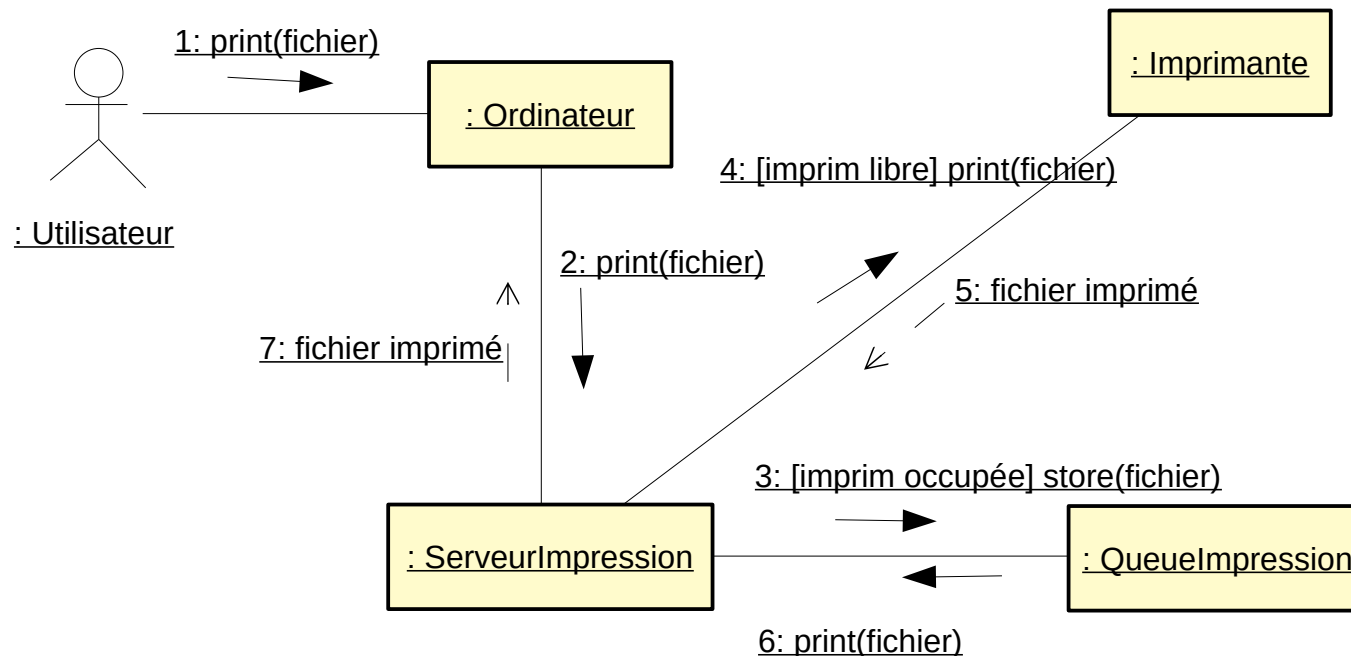 1: print(fichier)
: Imprimante
: Ordinateur
4: [imprim libre] print(fichier)
: Utilisateur
2: print(fichier)
5: fichier imprimé
7: fichier imprimé
3: [imprim occupée] store(fichier)
: ServeurImpression
: QueueImpression
6: print(fichier)